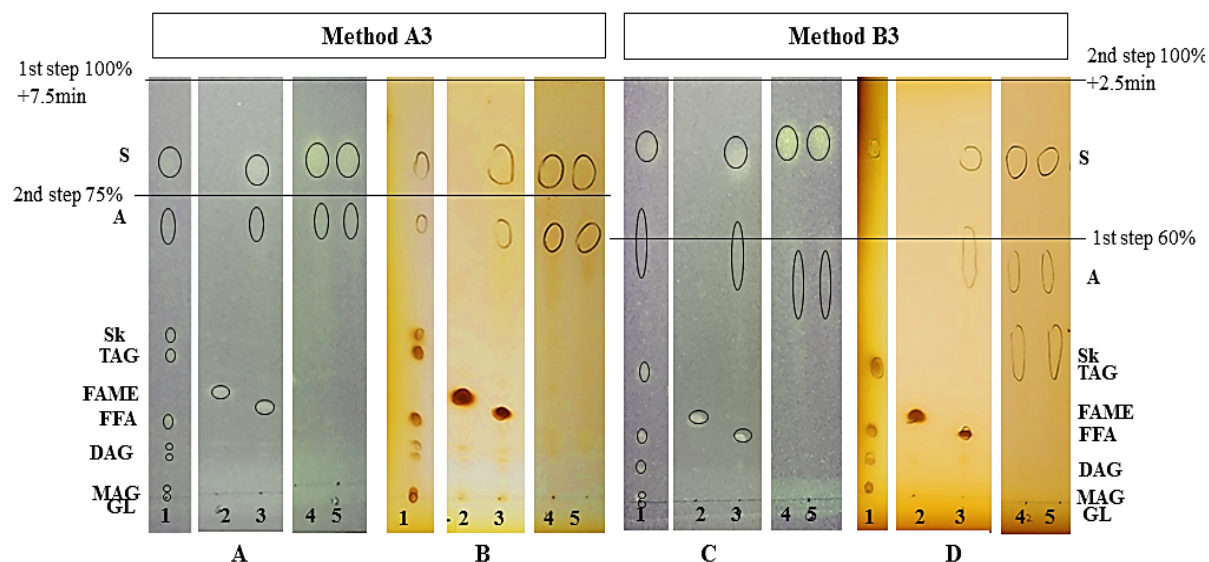 Method A3
Method B3
1st step 100%
+7.5min
2nd step 100%
+2.5min
S
S
2nd step 75%
A
1st step 60%
A
Sk
TAG
Sk
TAG
FAME
FAME
FFA
FFA
DAG
DAG
MAG
MAG
GL
GL
1 2 3 4 5 1 2 3 4 5 1 2 3 4 5 1 2 3 4 2 5
A B C D